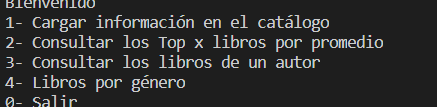 Bienvenido
1- Cargar información en el catálogo
2- Consultar los Top x libros por promedio
3- Consultar los libros de un autor
4- Libros por género
0- Salir